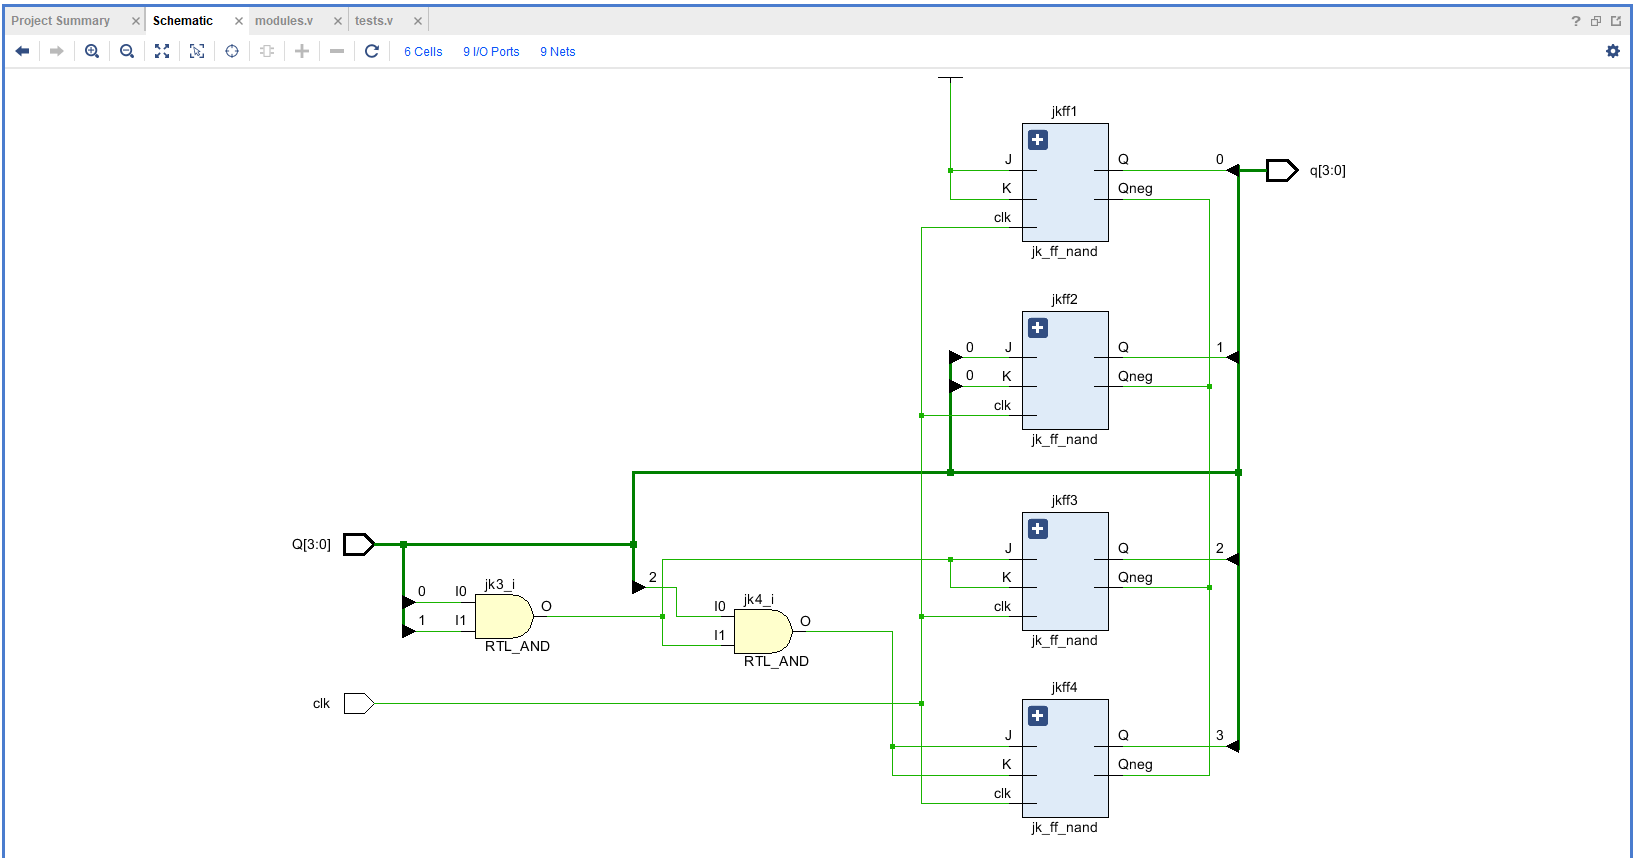 Project Summary × Schematic × modules.v × tests.v ×
6 Cells 9 I/O Ports 9 Nets
jkff1
J Q 0 q[3:0]
K Qneg
clk
jk_ff_nand
jkff2
0 J Q 1
0 K Qneg
clk
jk_ff_nand
jkff3
Q[3:0]
J Q 2
K Qneg
clk
jk_ff_nand
jk3_i
0 I0 O
1 I1
RTL_AND
2
jk4_i
I0 O
I1
RTL_AND
clk
jkff4
J Q 3
K Qneg
clk
jk_ff_nand